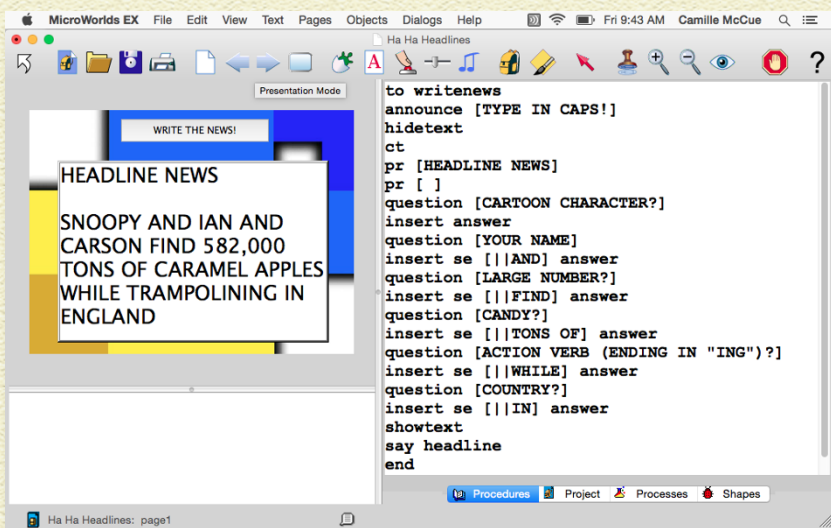 MicroWorlds EX File Edit View Text Pages Objects Dialogs Help Fri 9:43 AM Camille McCue
Ha Ha Headlines
A ?
Presentation Mode
WRITE THE NEWS!
HEADLINE NEWS
SNOOPY AND IAN AND
CARSON FIND 582,000
TONS OF CARAMEL APPLES
WHILE TRAMPOLINING IN
ENGLAND
to writenews
announce [TYPE IN CAPS!]
hidetext
ct
pr [HEADLINE NEWS]
pr [ ]
question [CARTOON CHARACTER?]
insert answer
question [YOUR NAME]
insert se [||AND] answer
question [LARGE NUMBER?]
insert se [||FIND] answer
question [CANDY?]
insert se [||TONS OF] answer
question [ACTION VERB (ENDING IN "ING")?]
insert se [||WHILE] answer
question [COUNTRY?]
insert se [||IN] answer
showtext
say headline
end
Procedures Project Processes Shapes
Ha Ha Headlines: page1